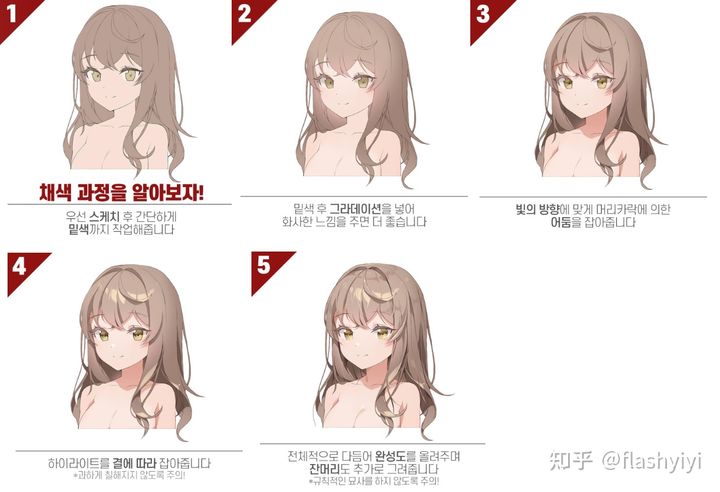 1
채색 과정을 알아보자!
우선 스케치 후 간단하게
밑색까지 작업해줍니다
2
밑색 후 그라데이션을 넣어
화사한 느낌을 주면 더 좋습니다
3
빛의 방향에 맞게 머리카락에 의한
어둠을 잡아줍니다
4
하이라이트를 결에 따라 잡아줍니다
*과하게 칠해지지 않도록 주의!
5
전체적으로 다듬어 완성도를 올려주며
잔머리도 추가로 그려줍니다
*규칙적인 묘사를 하지 않도록 주의!
知乎 @flashyiyi